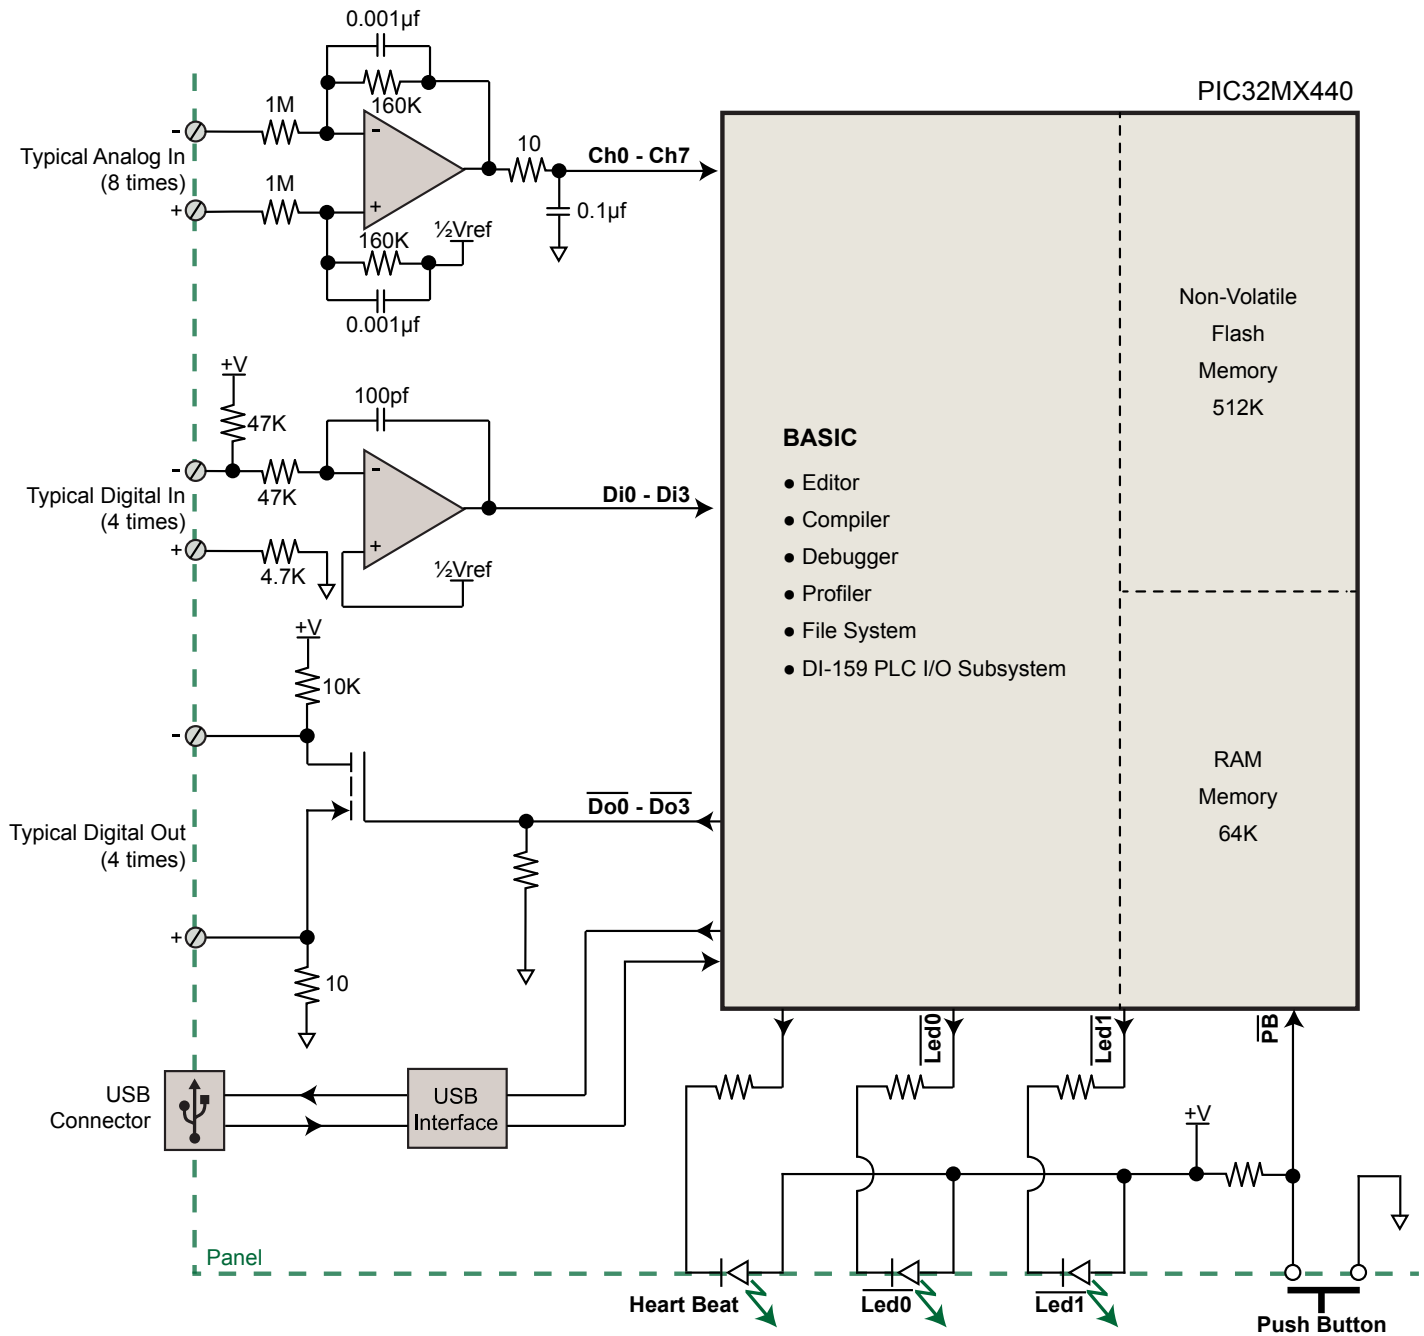 0.001µf
160K
1M
-
Typical Analog In
(8 times)
1M
+
-
+
10
Ch0 - Ch7
0.1µf
½Vref
160K
0.001µf
PIC32MX440
+V
47K
100pf
-
47K
Typical Digital In
(4 times)
+
4.7K
-
+
Di0 - Di3
½Vref
BASIC
● Editor
● Compiler
● Debugger
● Profiler
● File System
● DI-159 PLC I/O Subsystem
Non-Volatile
Flash
Memory
512K
RAM
Memory
64K
+V
10K
-
Typical Digital Out
(4 times)
+
10
Do0 - Do3
USB
Connector
USB
Interface
Led0
Led1
PB
+V
Panel
Heart Beat
Led0
Led1
Push Button